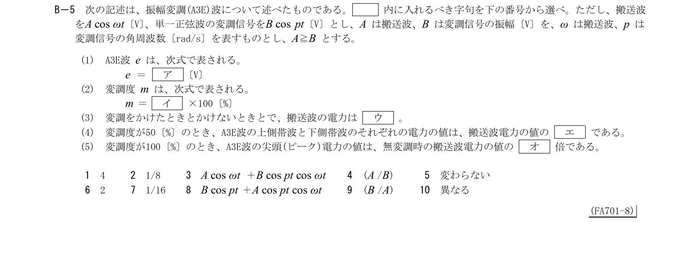 B－5 次の記述は、振幅変調(A3E)波について述べたものである。 内に入れるべき字句を下の番号から選べ。ただし、搬送波
をA cos ωt〔V〕、単一正弦波の変調信号をB cos pt〔V〕とし、A は搬送波、B は変調信号の振幅〔V〕を、ω は搬送波、p は
変調信号の角周波数〔rad/s〕を表すものとし、A≧B とする。
(1) A3E波 e は、次式で表される。
e ＝ ア 〔V〕
(2) 変調度 m は、次式で表される。
m ＝ イ ×100〔%〕
(3) 変調をかけたときとかけないときとで、搬送波の電力は ウ 。
(4) 変調度が50〔%〕のとき、A3E波の上側帯波と下側帯波のそれぞれの電力の値は、搬送波電力の値の エ である。
(5) 変調度が100〔%〕のとき、A3E波の尖頭(ピーク)電力の値は、無変調時の搬送波電力の値の オ 倍である。
1 4 2 1/8 3 A cos ωt ＋B cos pt cos ωt 4 (A /B) 5 変わらない
6 2 7 1/16 8 B cos pt ＋A cos pt cos ωt 9 (B /A) 10 異なる
(FA701-8)